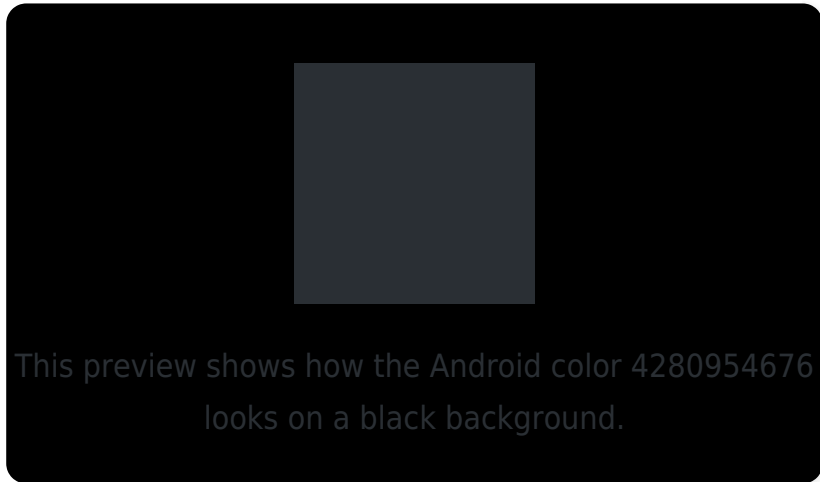 This preview shows how the Android color 4280954676
looks on a black background.